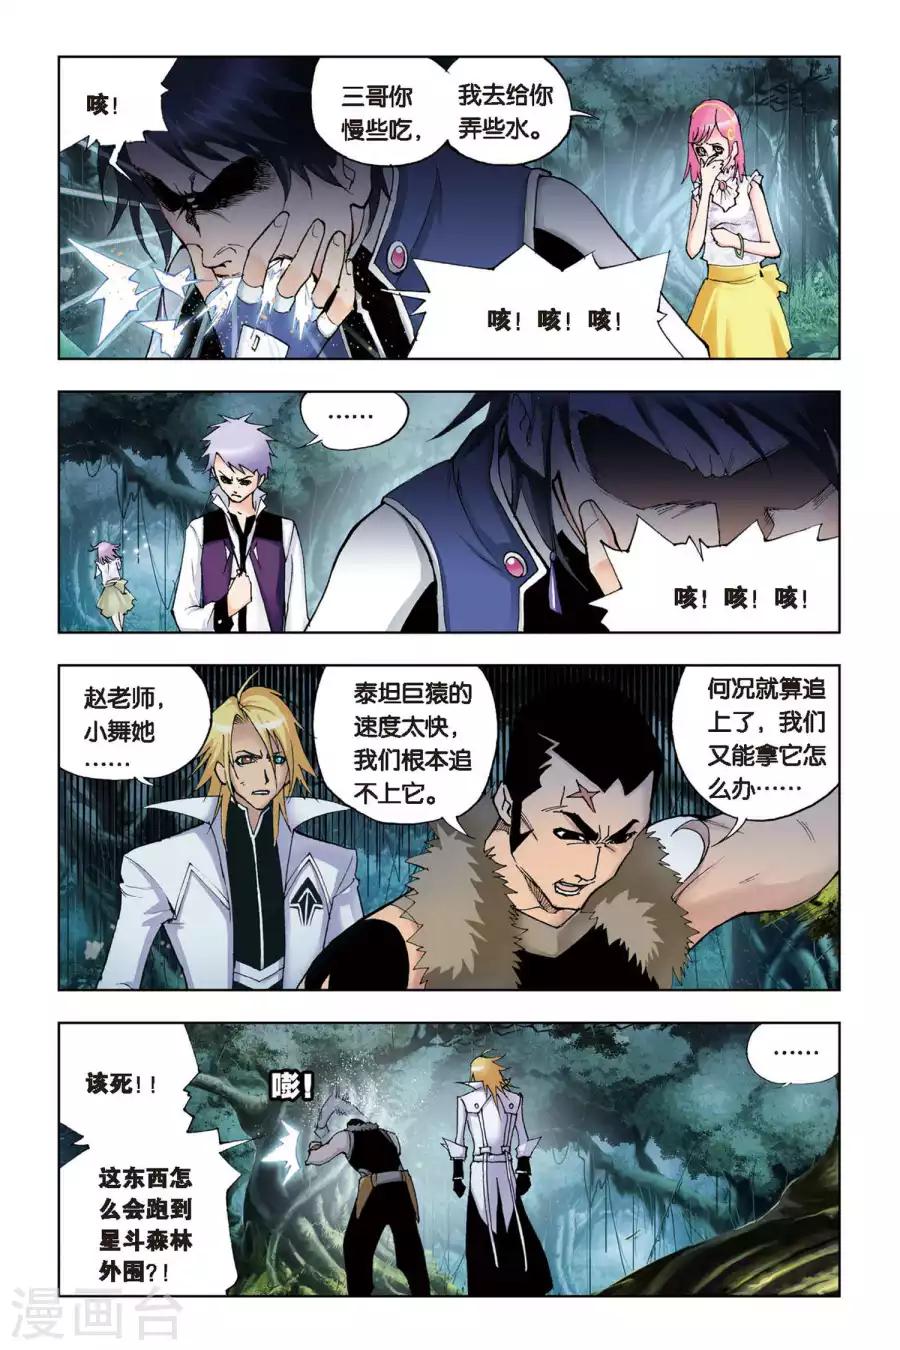 咳！
三哥你
慢些吃，
我去给你
弄些水。
咳！咳！咳！
……
咳！咳！咳！
赵老师，
小舞她
……
泰坦巨猿的
速度太快，
我们根本追
不上它。
何况就算追
上了，我们
又能拿它怎
么办……
该死！！
嘭！
……
这东西怎
么会跑到
星斗森林
外围？！
漫画台